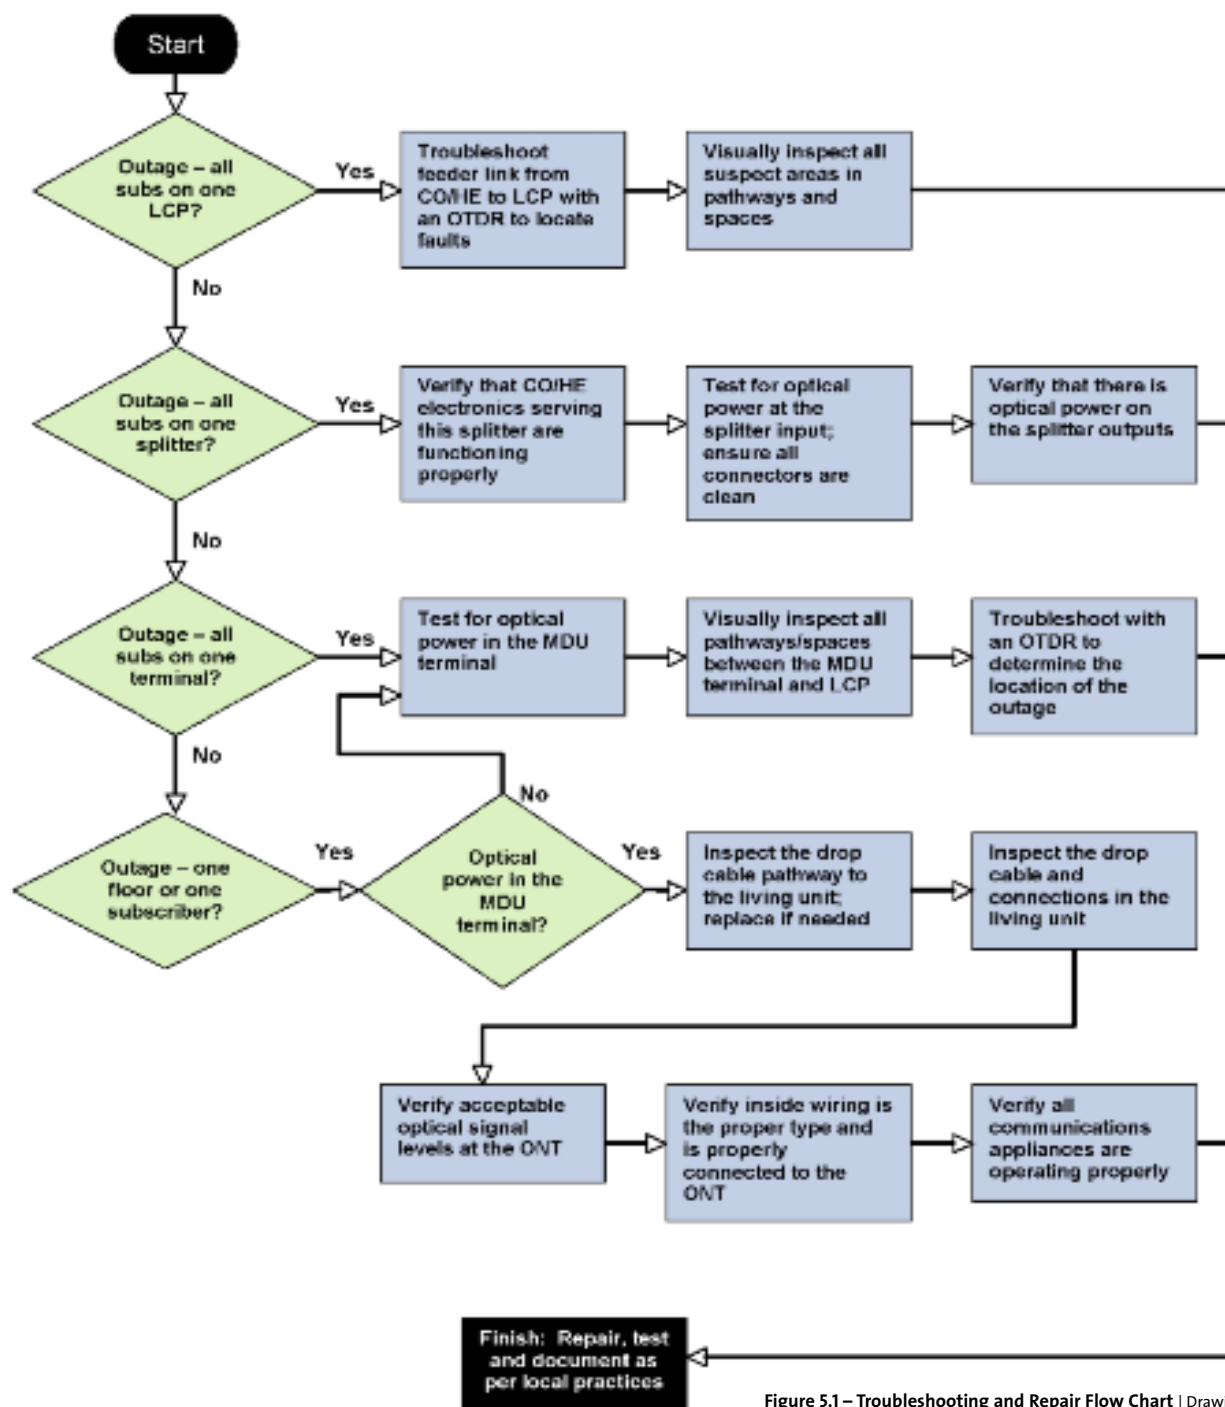 Start
Outage – all
subs on one
LCP?
Yes
Troubleshoot
feeder link from
CO/HE to LCP with
an OTDR to locate
faults
Visually inspect all
suspect areas in
pathways and
spaces
No
Outage – all
subs on one
splitter?
Yes
Verify that CO/HE
electronics serving
this splitter are
functioning
properly
Test for optical
power at the
splitter input;
ensure all
connectors are
clean
Verify that there is
optical power on
the splitter outputs
No
Outage – all
subs on one
terminal?
Yes
Test for optical
power in the MDU
terminal
Visually inspect all
pathways/spaces
between the MDU
terminal and LCP
Troubleshoot with
an OTDR to
determine the
location of the
outage
No
Outage – one
floor or one
subscriber?
Yes
Optical
power in the
MDU
terminal?
No
Yes
Inspect the drop
cable pathway to
the living unit;
replace if needed
Inspect the drop
cable and
connections in the
living unit
Verify acceptable
optical signal
levels at the ONT
Verify inside wiring is
the proper type and
is properly
connected to the
ONT
Verify all
communications
appliances are
operating properly
Finish: Repair, test
and document as
per local practices
Figure 5.1 – Troubleshooting and Repair Flow Chart | Drawi